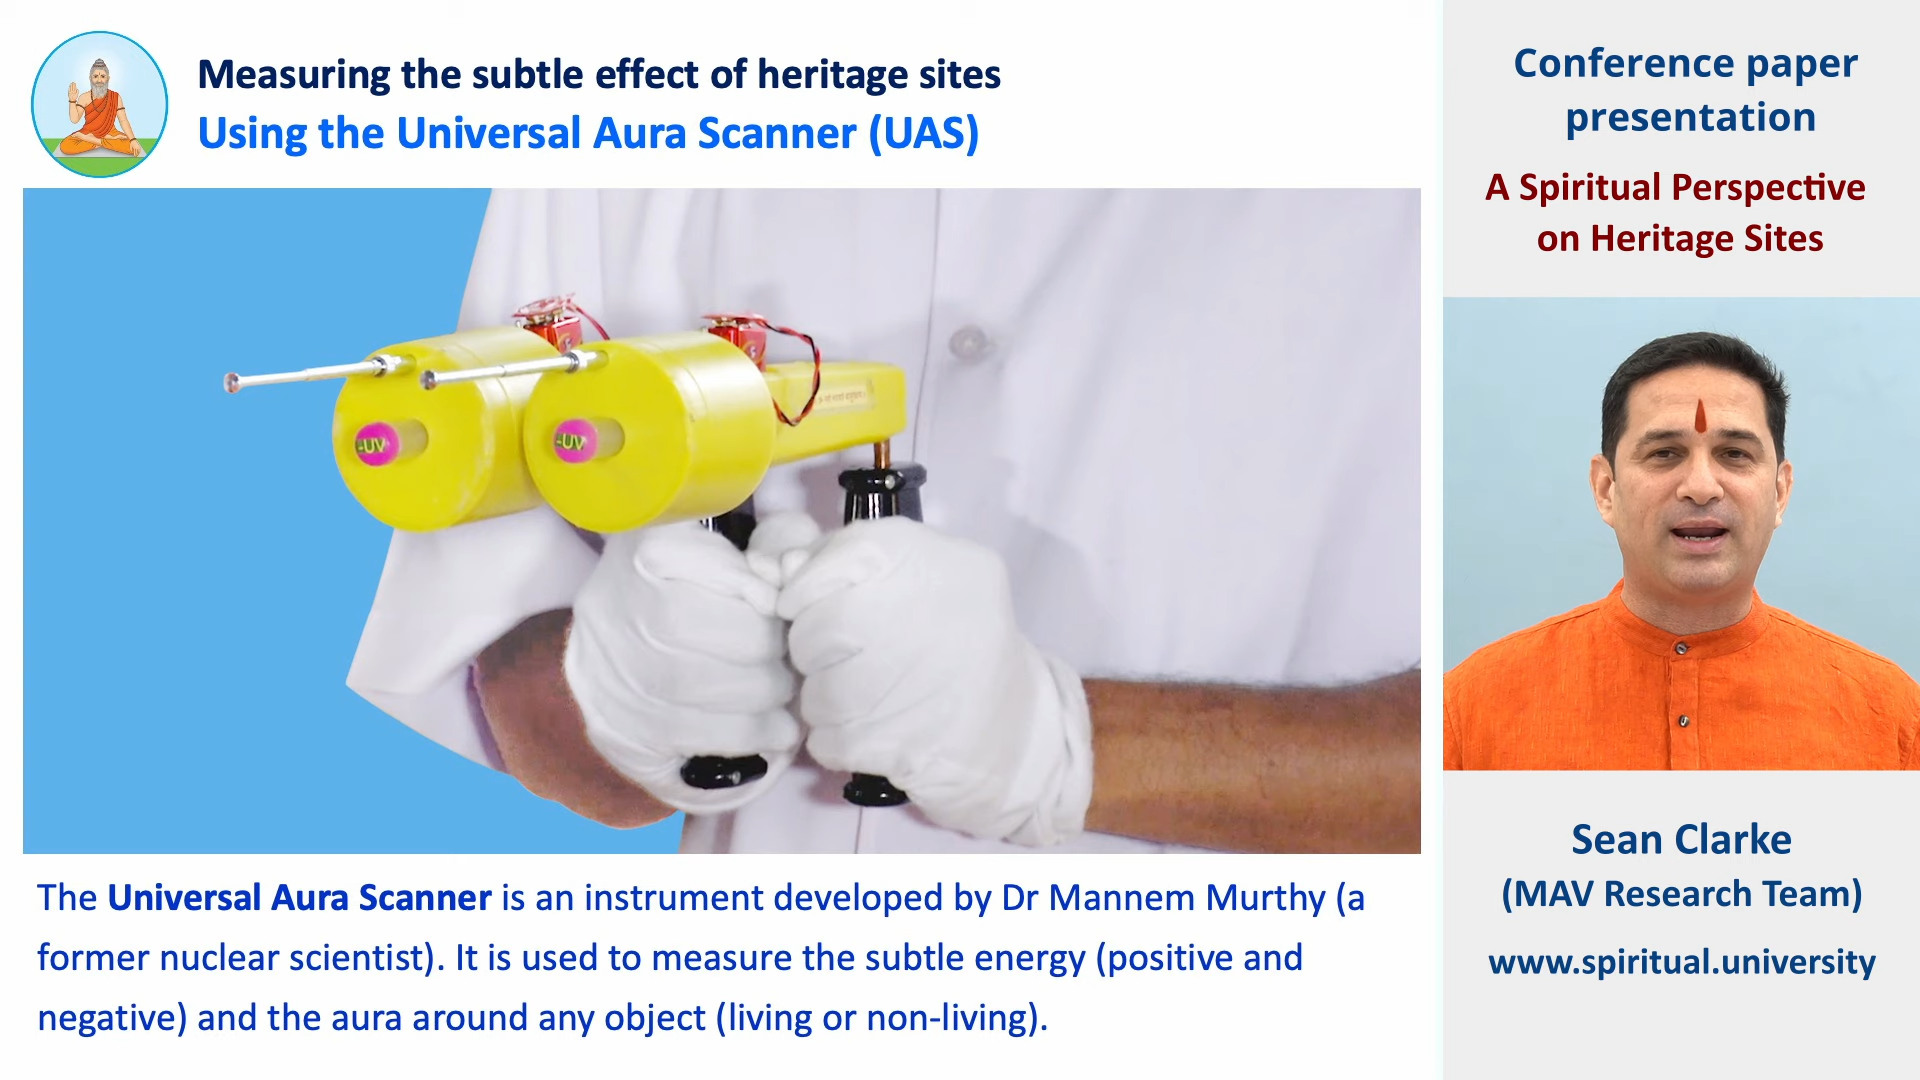 Measuring the subtle effect of heritage sites
Using the Universal Aura Scanner (UAS)
-UV
-UV
The Universal Aura Scanner is an instrument developed by Dr Mannem Murthy (a
former nuclear scientist). It is used to measure the subtle energy (positive and
negative) and the aura around any object (living or non-living).
Conference paper
presentation
A Spiritual Perspective
on Heritage Sites
Sean Clarke
(MAV Research Team)
www.spiritual.university